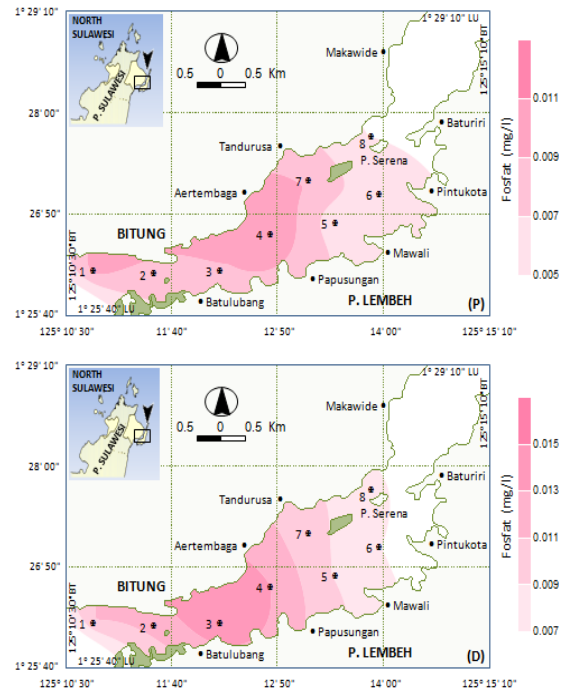 1° 29' 10" LU
NORTH
SULAWESI
P. SULAWESI
0.5 0 0.5 Km
Makawide
1° 29' 10" LU
125° 15' 10" BT
28' 00"
Baturiri
Tandurusa
8
P. Serena
7
Aertembaga
6
Pintukota
26' 50"
BITUNG
4
5
Mawali
1
2
3
Papusungan
125° 10' 30" BT
Batulubang
P. LEMBEH
1° 25' 40" LU
(P)
1° 25' 40"
125° 10' 30" 11' 40" 12' 50" 14' 00" 125° 15' 10"
Fosfat (mg/l)
0.011
0.009
0.007
0.005
1° 29' 10"
NORTH
SULAWESI
P. SULAWESI
0.5 0 0.5 Km
Makawide
1° 29' 10" LU
125° 15' 10" BT
28' 00"
Baturiri
Tandurusa
8
P. Serena
7
Aertembaga
6
Pintukota
26' 50"
BITUNG
4
5
Mawali
1
2
3
Papusungan
125° 10' 30" BT
Batulubang
P. LEMBEH
1° 25' 40" LU
(D)
1° 25' 40"
125° 10' 30" 11' 40" 12' 50" 14' 00" 125° 15' 10"
Fosfat (mg/l)
0.015
0.013
0.011
0.009
0.007